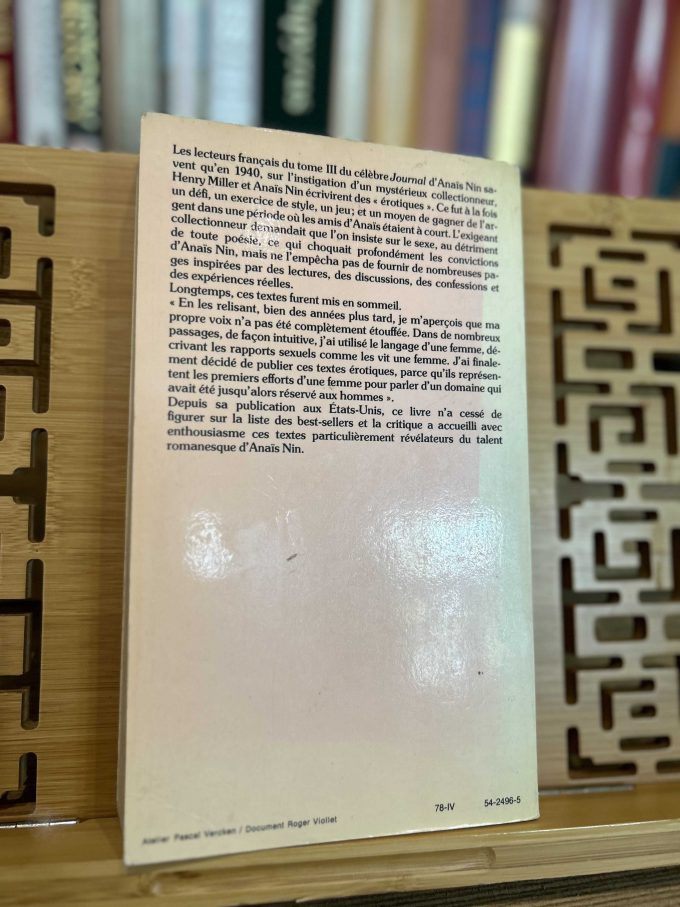 Les lecteurs français du tome III du célèbre Journal d'Anaïs Nin sa-
vent qu'en 1940, sur l'instigation d'un mystérieux collectionneur,
Henry Miller et Anaïs Nin écrivirent des « érotiques ». Ce fut à la fois
un défi, un exercice de style, un jeu; et un moyen de gagner de l'ar-
gent dans une période où les amis d'Anaïs étaient à court. L'exigeant
collectionneur demandait que l'on insiste sur le sexe, au détriment
de toute poésie, ce qui choquait profondément les convictions
d'Anaïs Nin, mais ne l'empêcha pas de fournir de nombreuses pa-
ges inspirées par des lectures, des discussions, des confessions et
des expériences réelles.
Longtemps, ces textes furent mis en sommeil.
« En les relisant, bien des années plus tard, je m'aperçois que ma
propre voix n'a pas été complètement étouffée. Dans de nombreux
passages, de façon intuitive, j'ai utilisé le langage d'une femme, dé-
crivant les rapports sexuels comme les vit une femme. J'ai finale-
ment décidé de publier ces textes érotiques, parce qu'ils représen-
tent les premiers efforts d'une femme pour parler d'un domaine qui
avait été jusqu'alors réservé aux hommes ».
Depuis sa publication aux États-Unis, ce livre n'a cessé de
figurer sur la liste des best-sellers et la critique a accueilli avec
enthousiasme ces textes particulièrement révélateurs du talent
romanesque d'Anaïs Nin.
78-IV 54-2496-5
Atelier Pascal Vercken / Document Roger Viollet